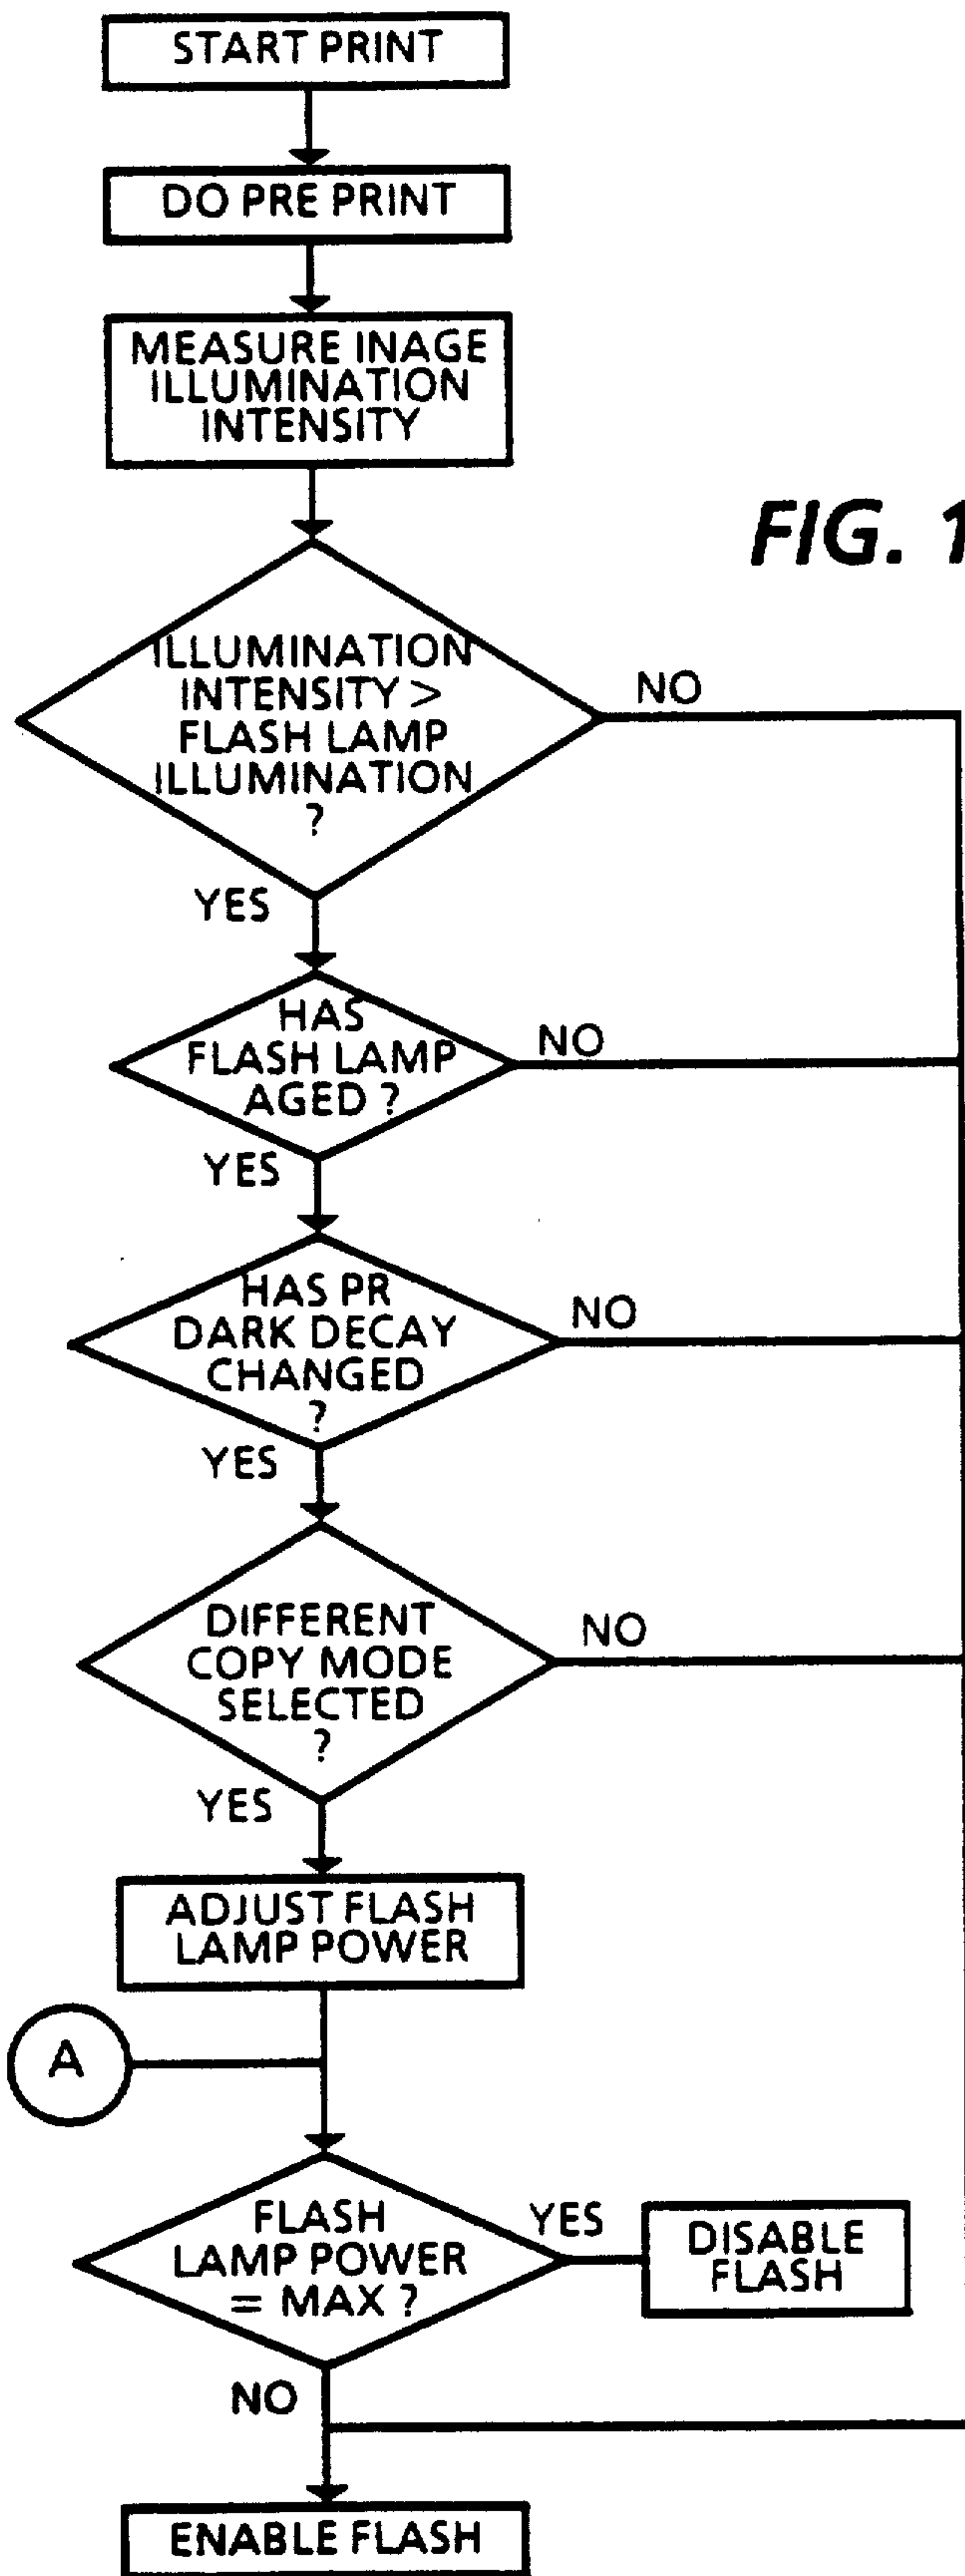 START PRINT
DO PRE PRINT
MEASURE INAGE
ILLUMINATION
INTENSITY
FIG. 1
ILLUMINATION
INTENSITY >
FLASH LAMP
ILLUMINATION
?
NO
YES
HAS
FLASH LAMP
AGED ?
NO
YES
HAS PR
DARK DECAY
CHANGED
?
NO
YES
DIFFERENT
COPY MODE
SELECTED
?
NO
YES
ADJUST FLASH
LAMP POWER
A
FLASH
LAMP POWER
= MAX ?
YES
DISABLE
FLASH
NO
ENABLE FLASH